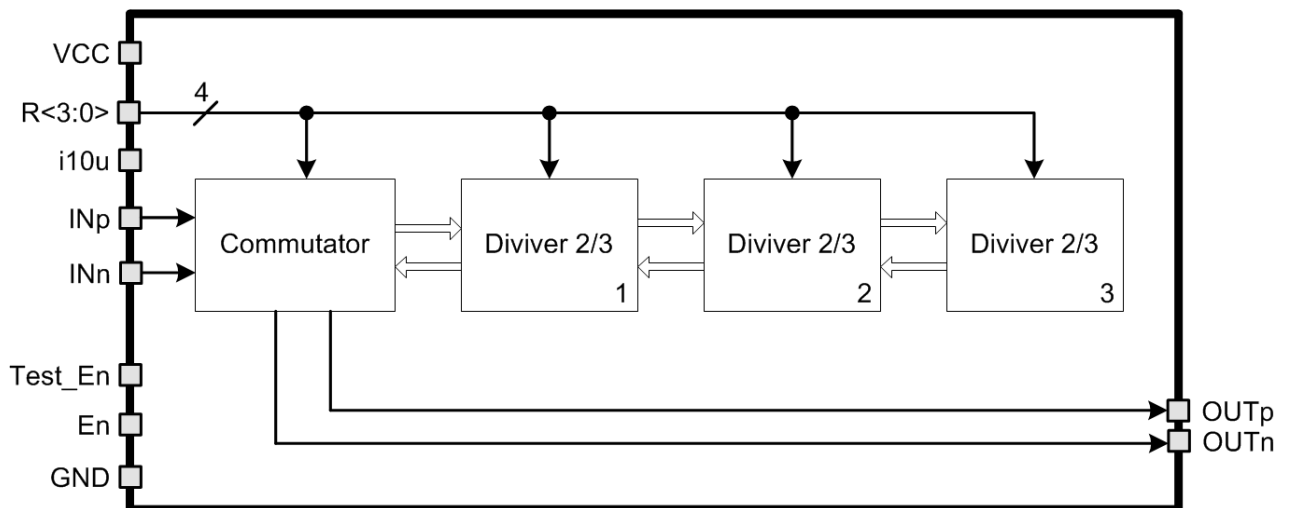 VCC
R<3:0>
4
i10u
INp
INn
Commutator
Diviver 2/3
1
Diviver 2/3
2
Diviver 2/3
3
Test_En
En
GND
OUTp
OUTn